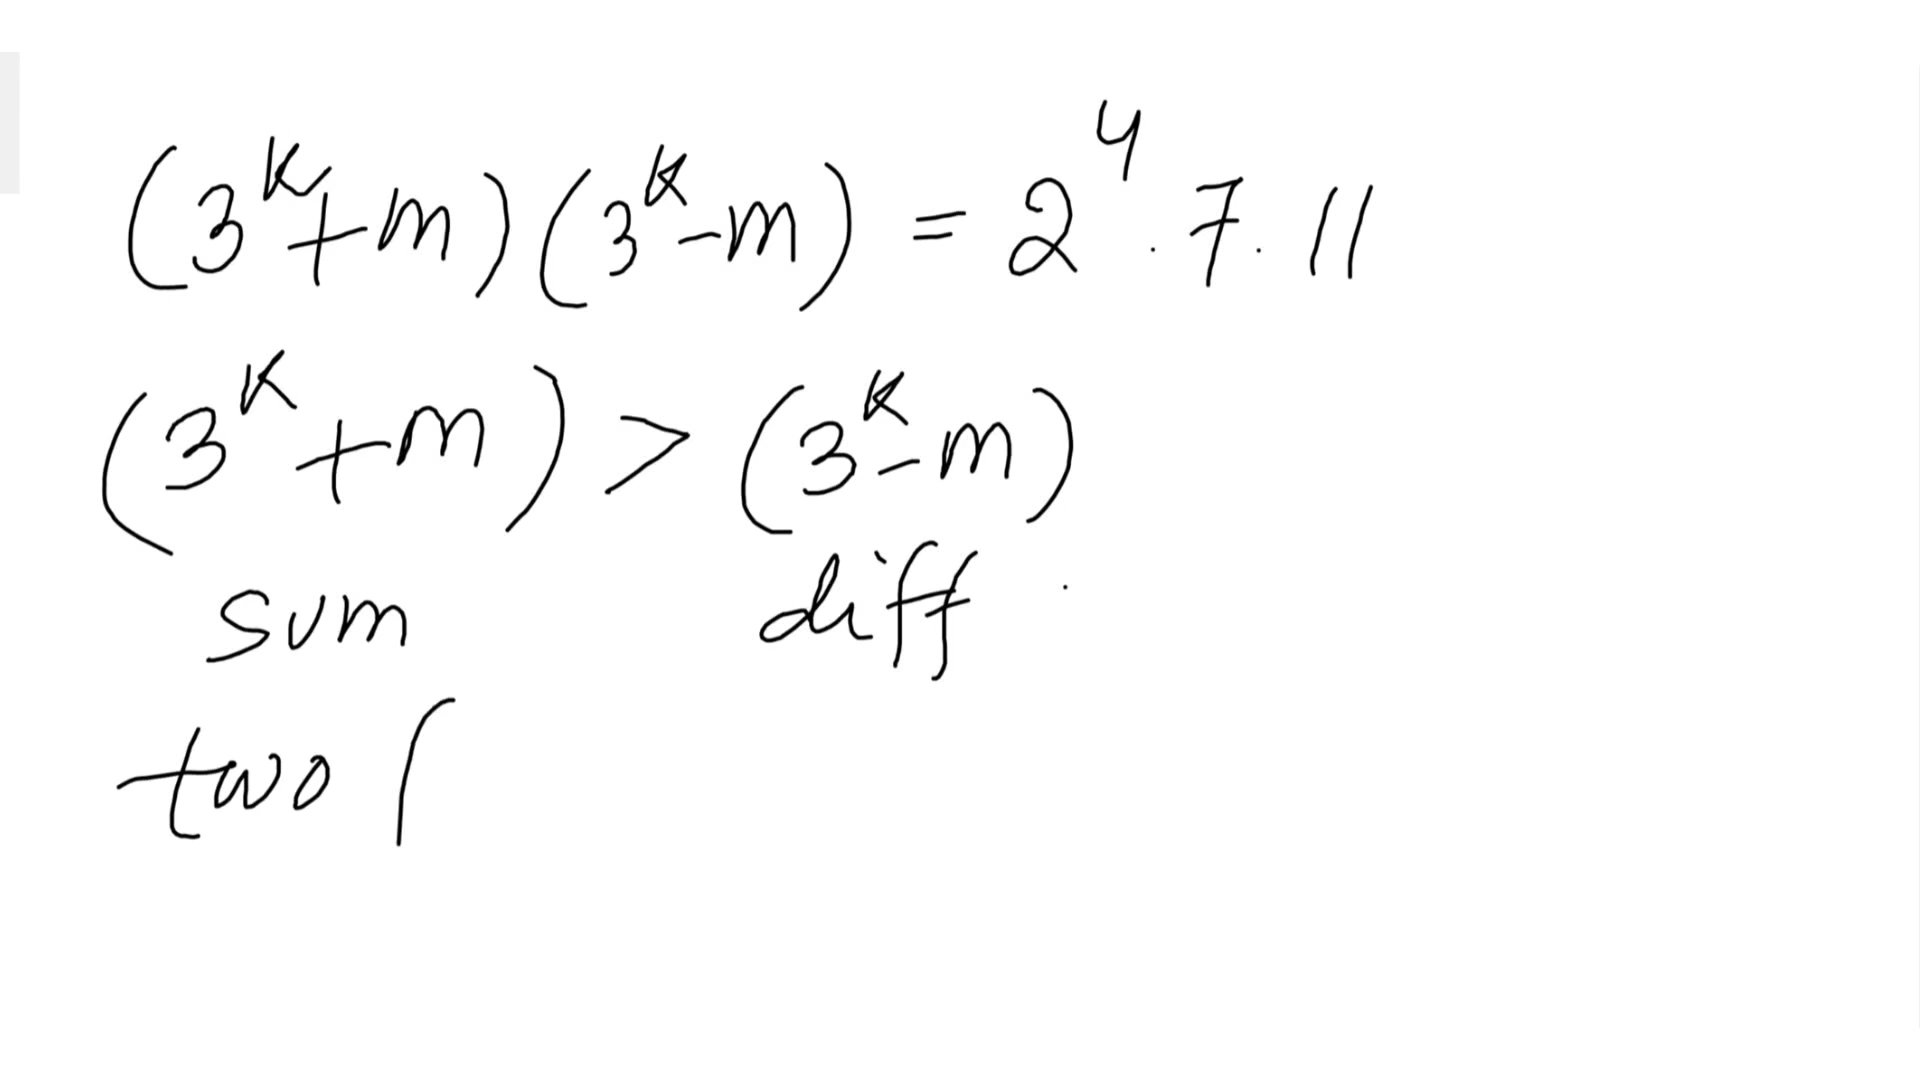 (3^k+m)(3^k-m) = 2^4.7.11
(3^k+m) > (3^k-m)
sum diff
two